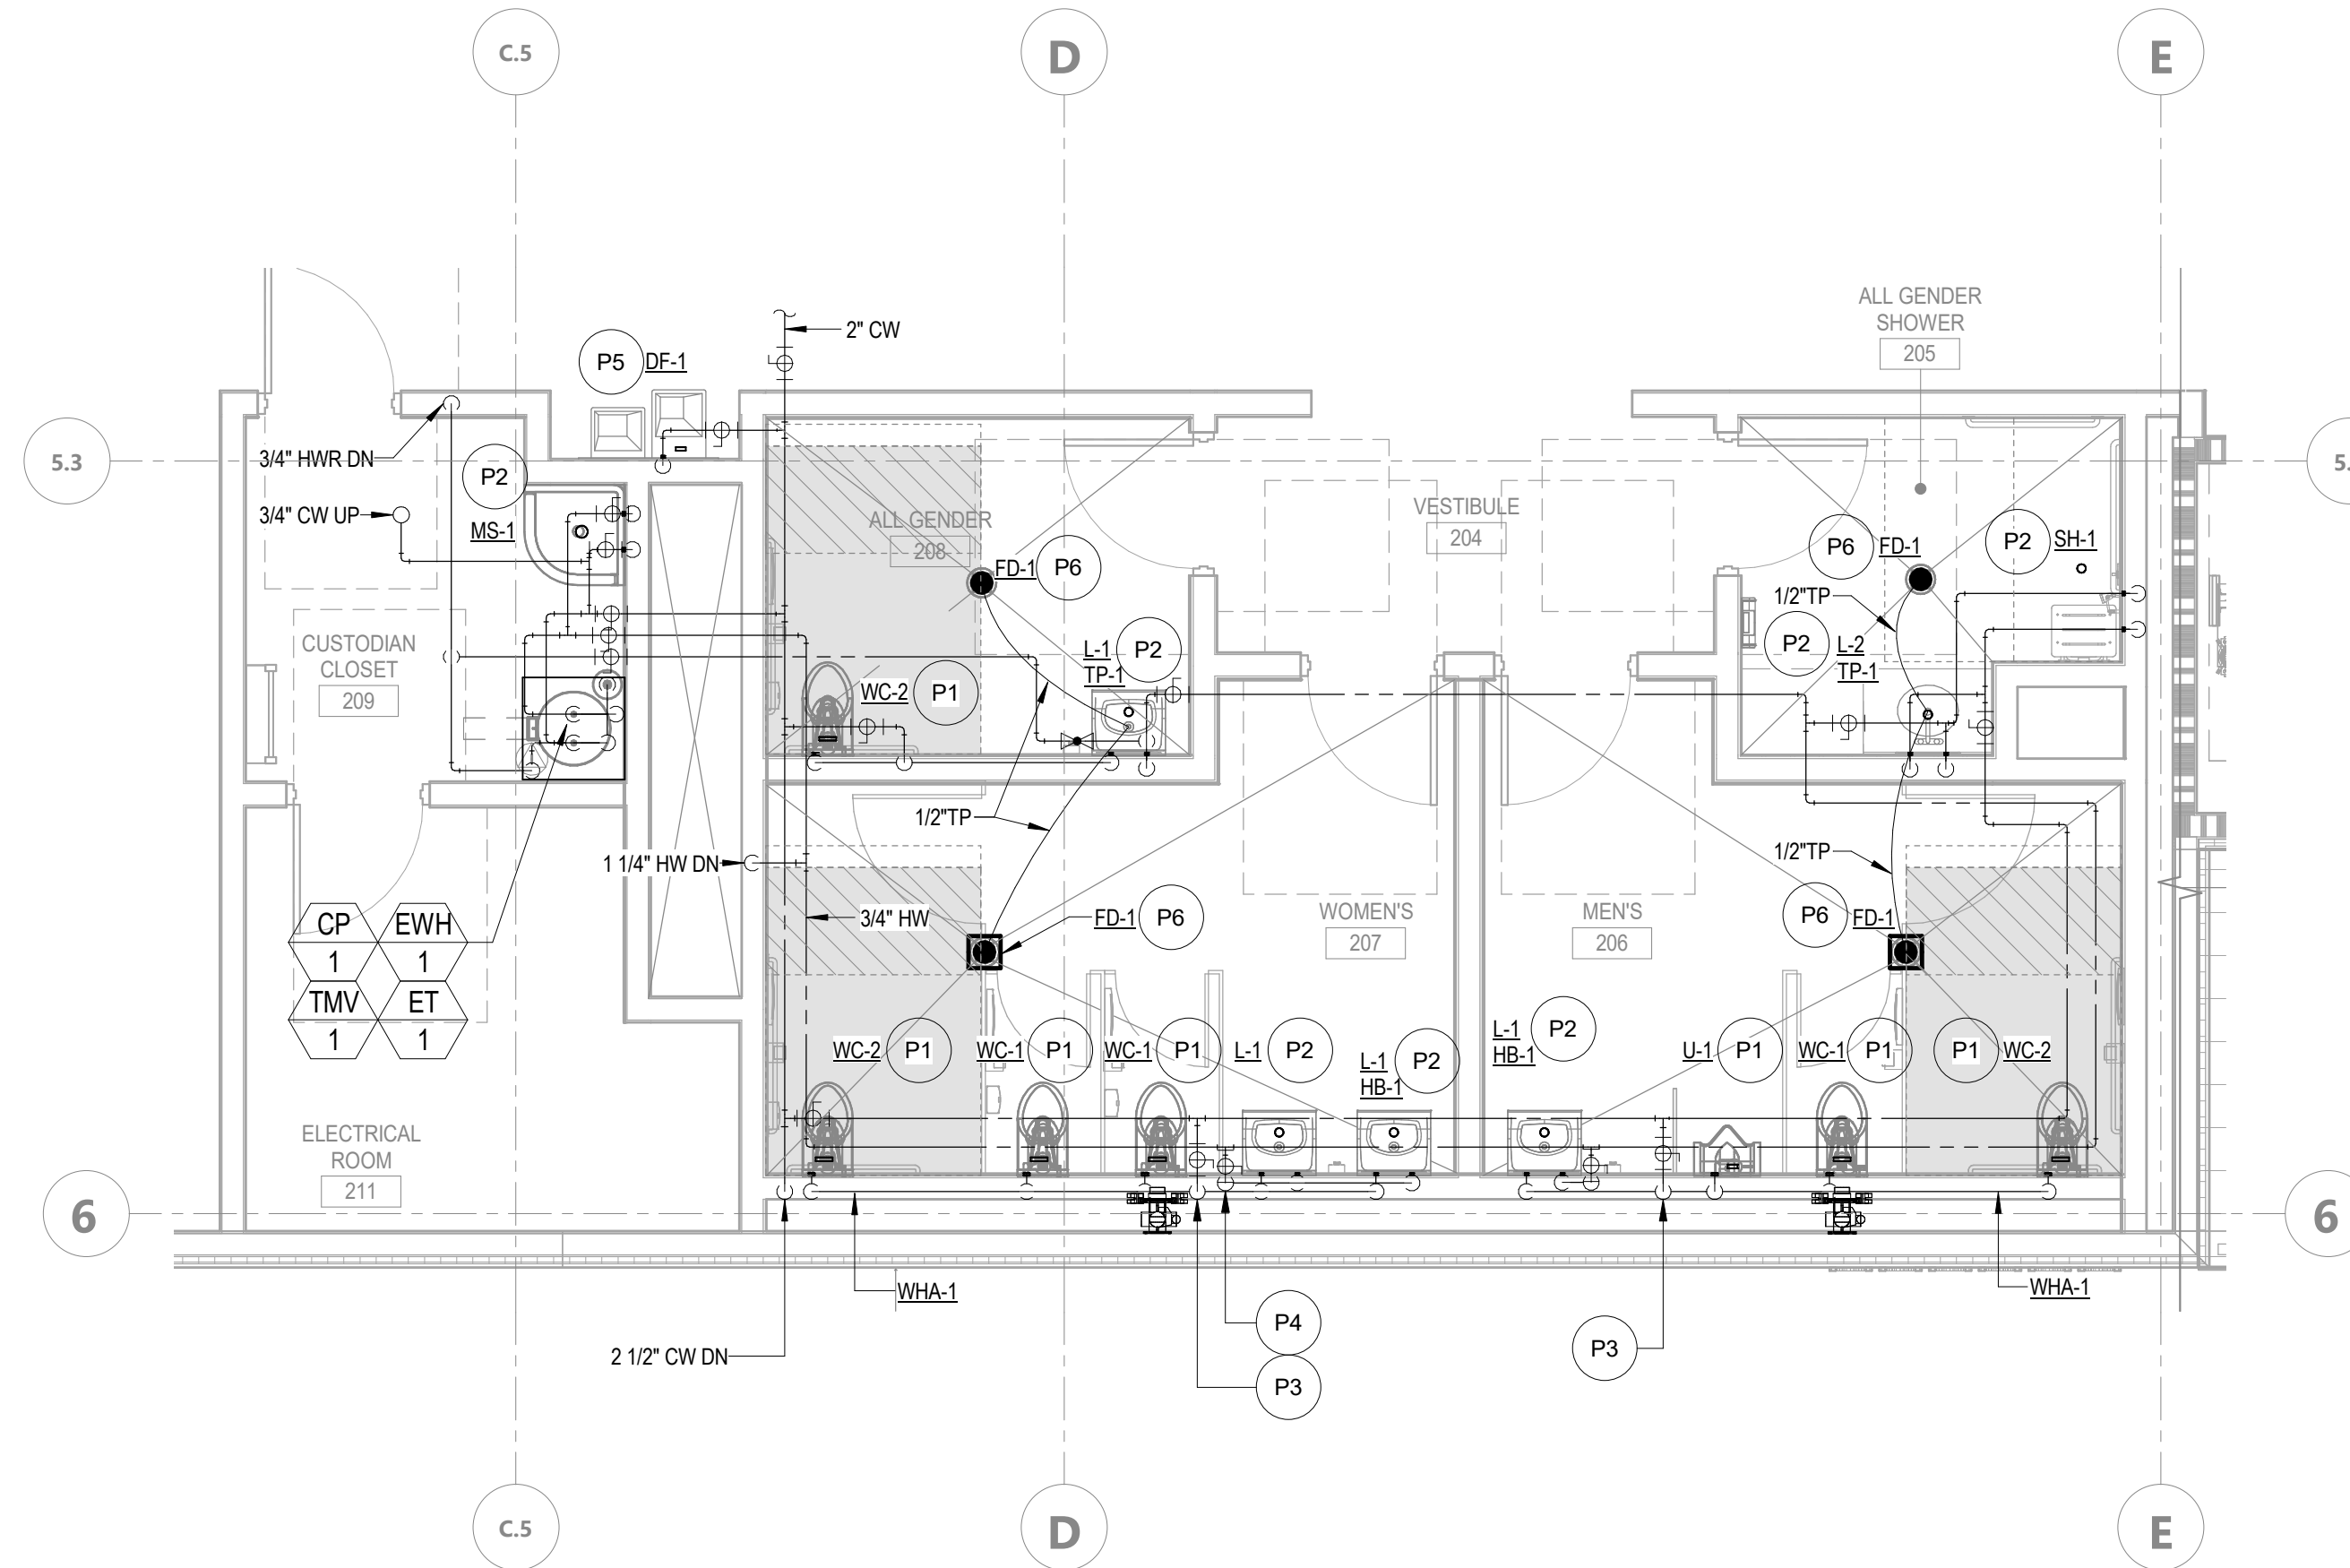 C.5
D
E
ALL GENDER
SHOWER
205
2" CW
P5
DF-1
5.3
5.
3/4" HWR DN
P2
3/4" CW UP
MS-1
ALL GENDER
208
FD-1
P6
VESTIBULE
204
P6
FD-1
P2
SH-1
1/2"TP
CUSTODIAN
CLOSET
209
L-1
TP-1
P2
P2
L-2
TP-1
WC-2
P1
1/2"TP
1 1/4" HW DN
1/2"TP
3/4" HW
FD-1
P6
WOMEN'S
207
MEN'S
206
P6
FD-1
CP
1
EWH
1
TMV
1
ET
1
WC-2
P1
WC-1
P1
WC-1
P1
L-1
P2
L-1
HB-1
P2
L-1
HB-1
P2
U-1
P1
WC-1
P1
P1
WC-2
ELECTRICAL
ROOM
211
6
6
WHA-1
WHA-1
P4
P3
P3
2 1/2" CW DN
C.5
D
E